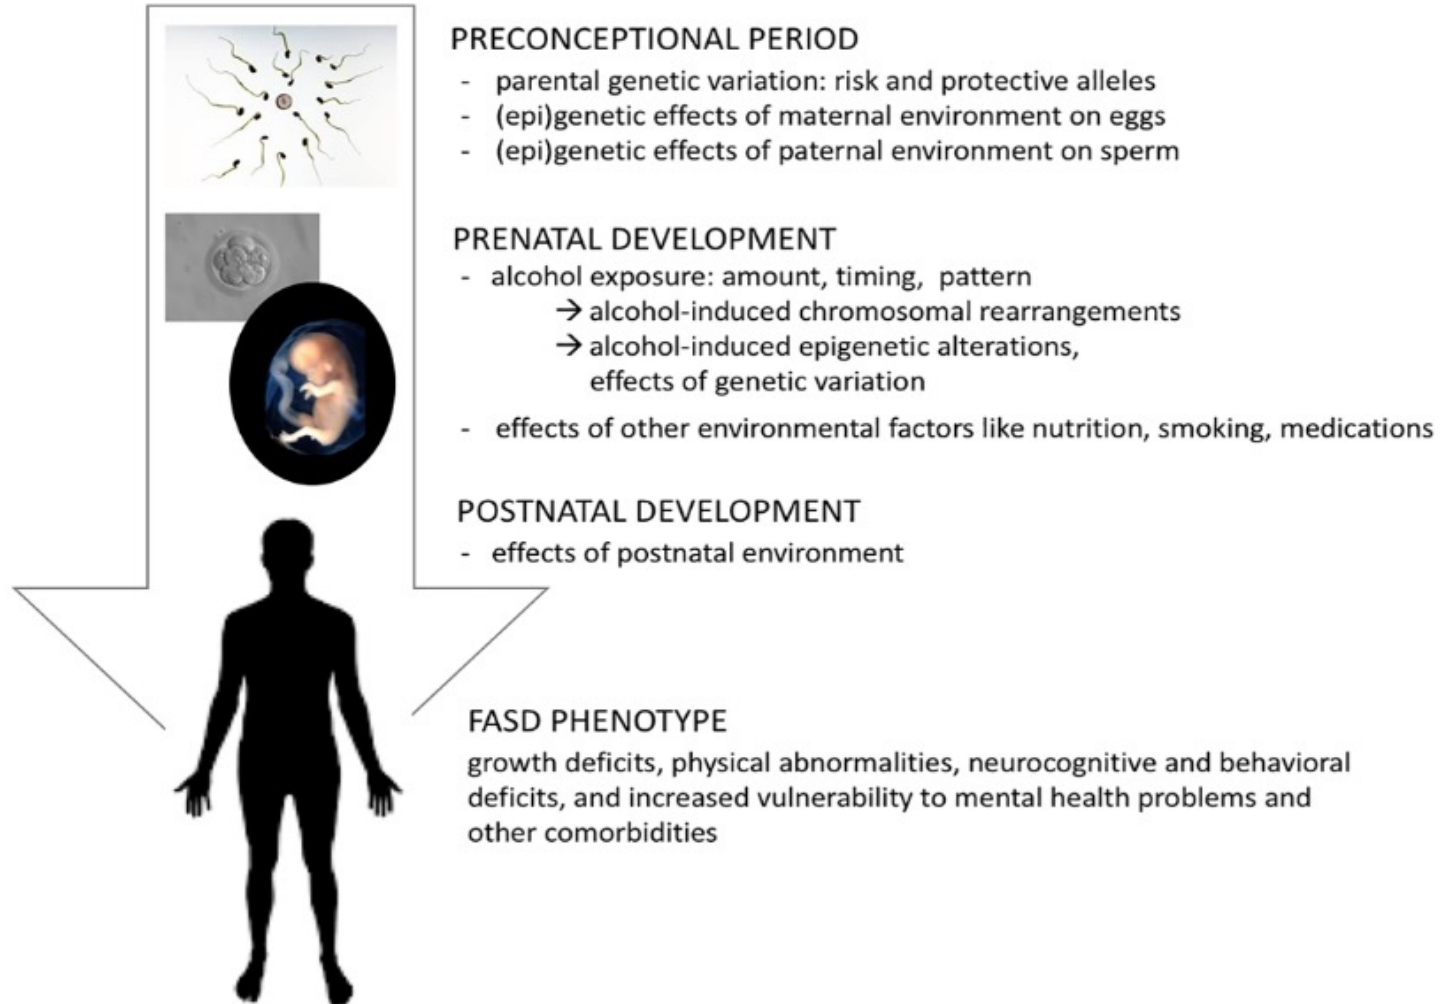 PRECONCEPTIONAL PERIOD
- parental genetic variation: risk and protective alleles
- (epi)genetic effects of maternal environment on eggs
- (epi)genetic effects of paternal environment on sperm
PRENATAL DEVELOPMENT
- alcohol exposure: amount, timing, pattern
→ alcohol-induced chromosomal rearrangements
→ alcohol-induced epigenetic alterations,
effects of genetic variation
- effects of other environmental factors like nutrition, smoking, medications
POSTNATAL DEVELOPMENT
- effects of postnatal environment
FASD PHENOTYPE
growth deficits, physical abnormalities, neurocognitive and behavioral
deficits, and increased vulnerability to mental health problems and
other comorbidities